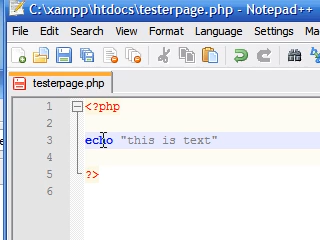 C:\xampp\htdocs\testerpage.php - Notepad++
File Edit Search View Format Language Settings
testerpage.php
1 <?php
2
3 echo "this is text"
4
5 ?>
6